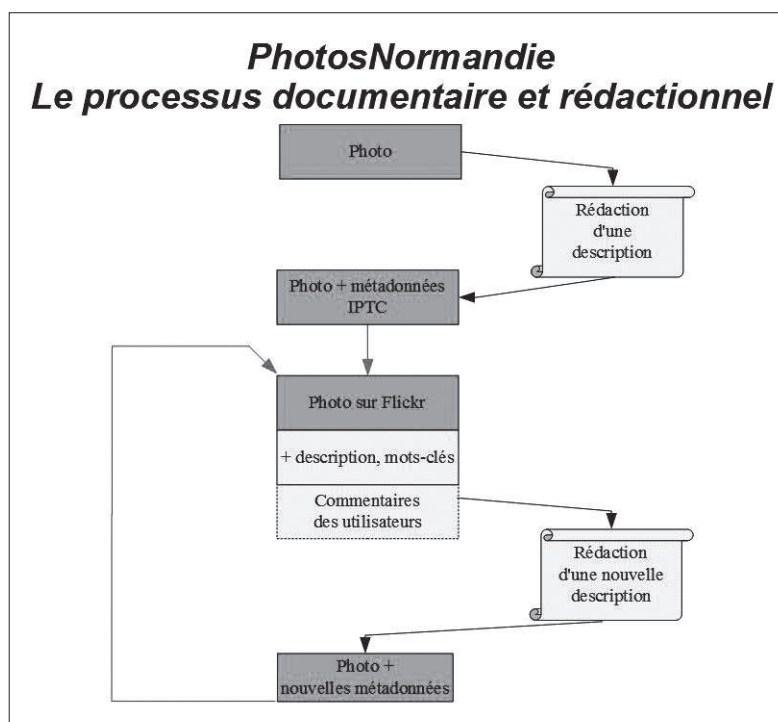 PhotosNormandie
Le processus documentaire et rédactionnel
Photo
Rédaction
d'une
description
Photo + métadonnées
IPTC
Photo sur Flickr
+ description, mots-clés
Commentaires
des utilisateurs
Rédaction
d'une nouvelle
description
Photo +
nouvelles métadonnées